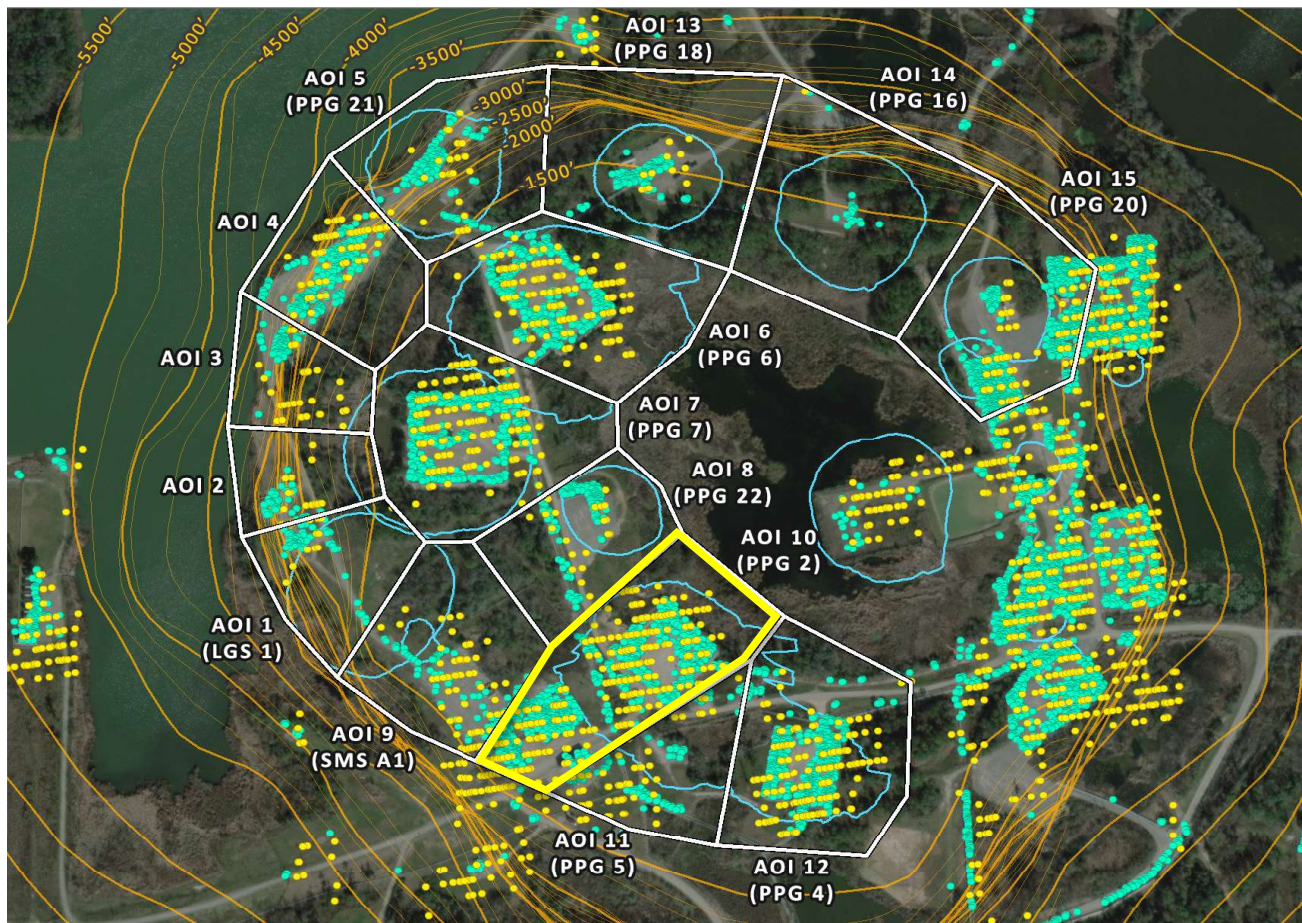 -5500'
-5000'
-4500'
-4000'
-3500'
-3000'
-2500'
-2000'
-1500'
AOI 13
(PPG 18)
AOI 14
(PPG 16)
AOI 5
(PPG 21)
AOI 15
(PPG 20)
AOI 4
AOI 3
AOI 6
(PPG 6)
AOI 7
(PPG 7)
AOI 2
AOI 8
(PPG 22)
AOI 10
(PPG 2)
AOI 1
(LGS 1)
AOI 9
(SMS A1)
AOI 11
(PPG 5)
AOI 12
(PPG 4)